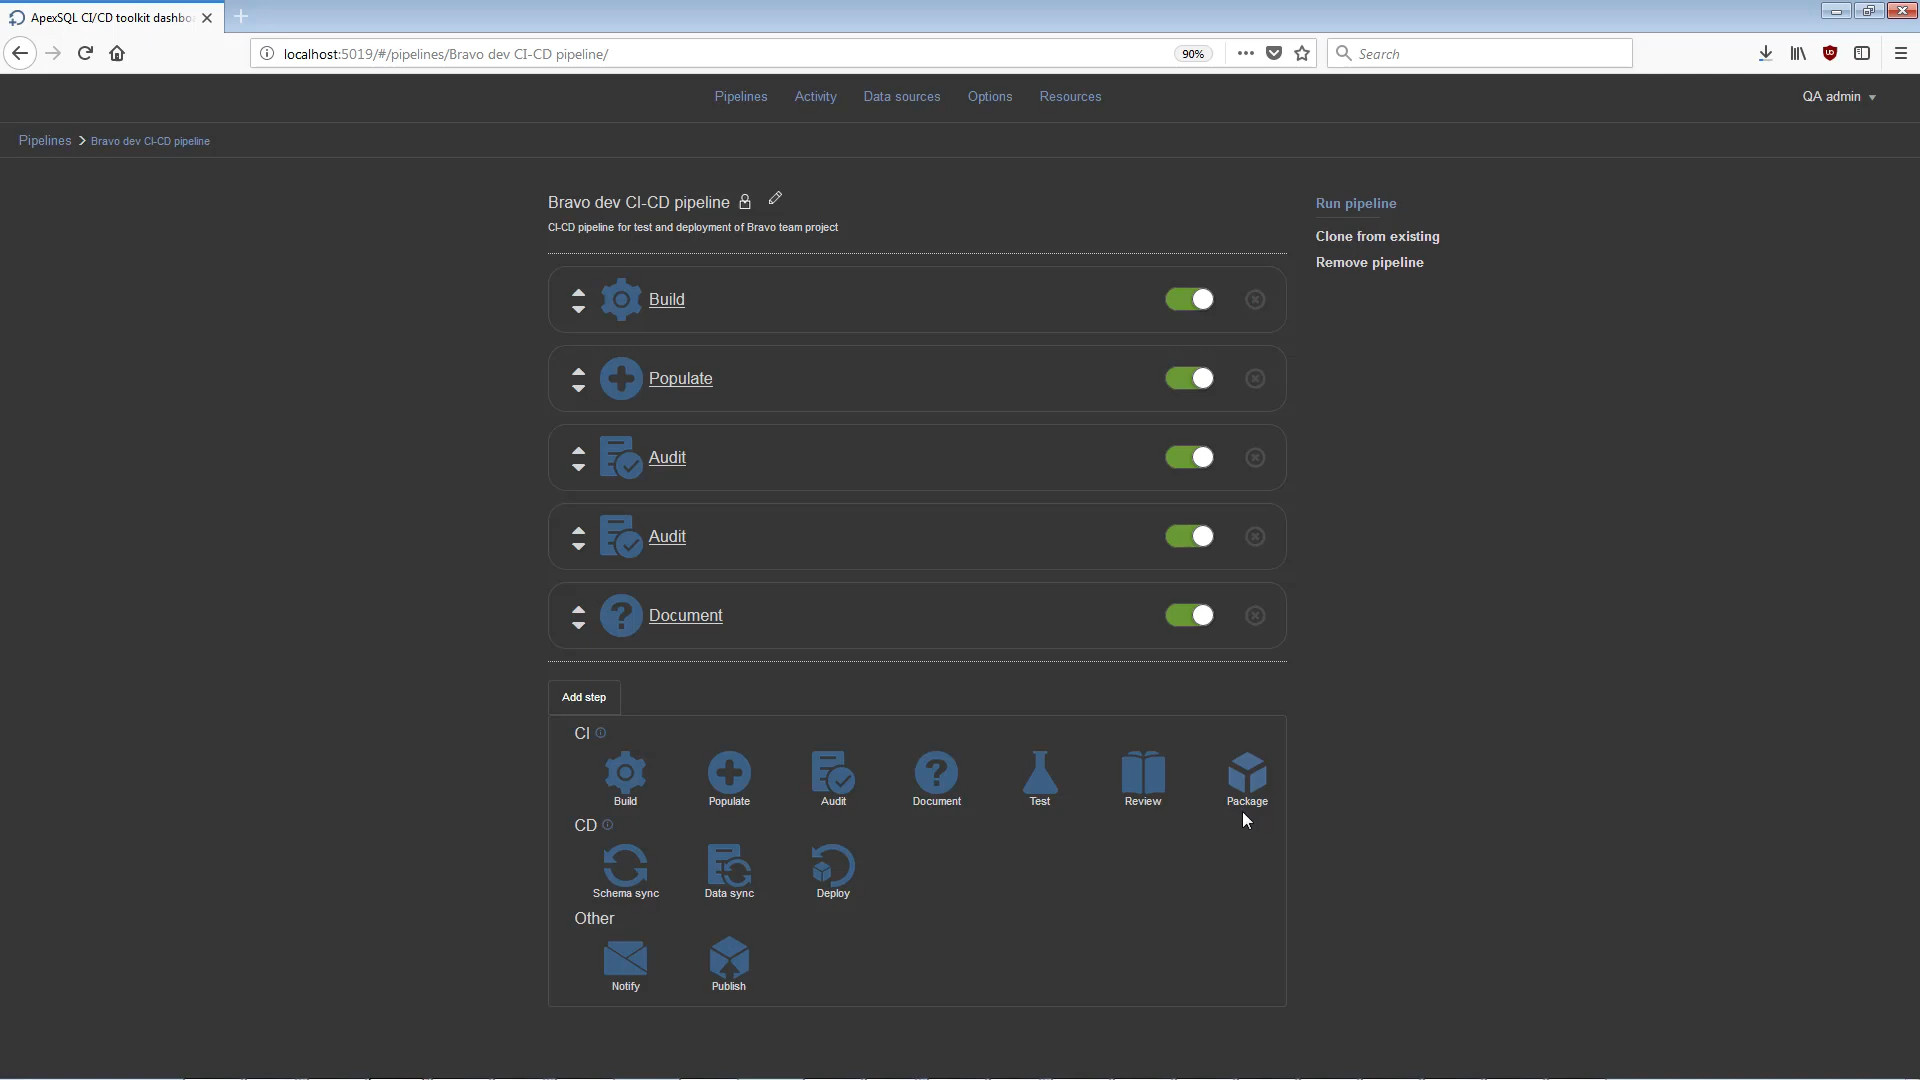 ApexSQL CI/CD toolkit dashbo
localhost:5019/#/pipelines/Bravo dev CI-CD pipeline/
90%
Search
Pipelines
Activity
Data sources
Options
Resources
QA admin
Pipelines
Bravo dev CI-CD pipeline
Bravo dev CI-CD pipeline
CI-CD pipeline for test and deployment of Bravo team project
Run pipeline
Clone from existing
Remove pipeline
Build
Populate
Audit
Audit
Document
Add step
CI
Build
Populate
Audit
Document
Test
Review
Package
CD
Schema sync
Data sync
Deploy
Other
Notify
Publish